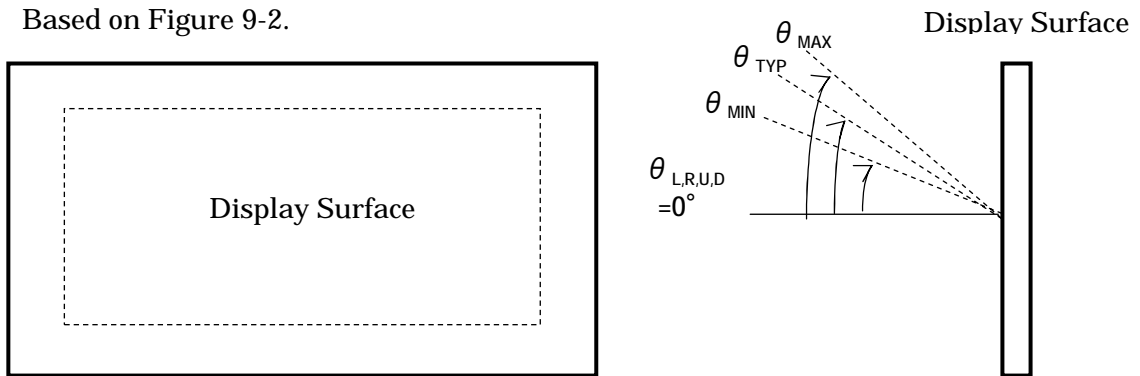 Based on Figure 9-2.
Display Surface
Display Surface
θ MAX
θ TYP
θ MIN
θ L,R,U,D
=0°